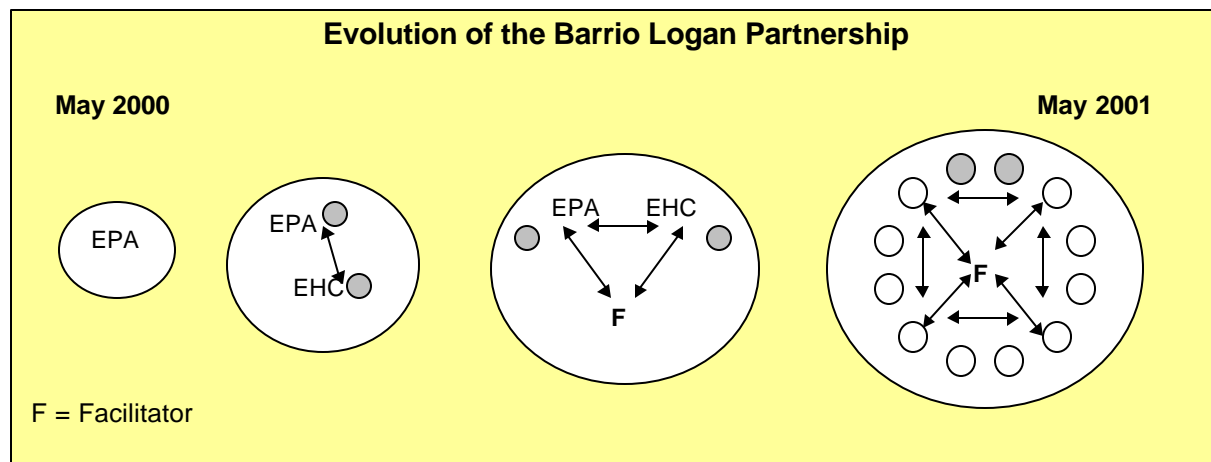 Evolution of the Barrio Logan Partnership
May 2000
May 2001
EPA
EPA
EHC
EPA
EHC
F
F
F = Facilitator